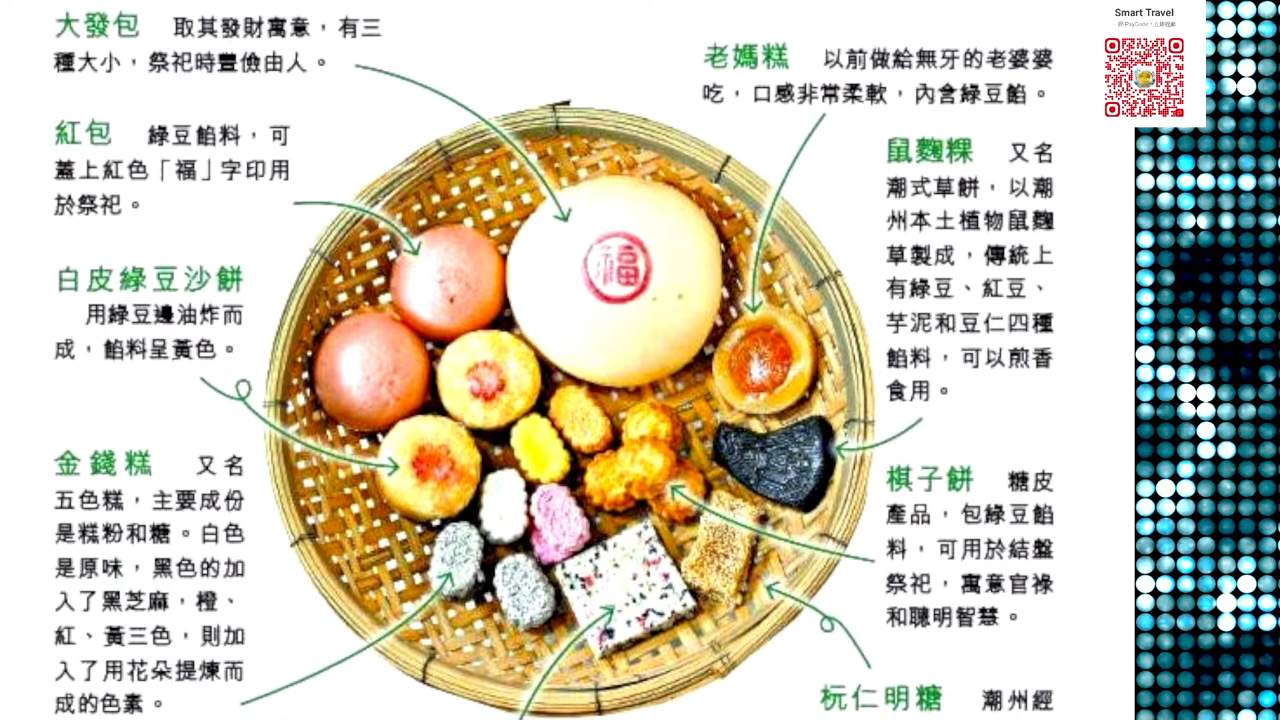 大發包 取其發財寓意,有三
種大小,祭祀時豐儉由人。
紅包 綠豆餡料,可
蓋上紅色「福」字印用
於祭祀。
白皮綠豆沙餅
用綠豆邊油炸而
成,餡料呈黃色。
金錢糕 又名
五色糕,主要成份
是糕粉和糖。白色
是原味,黑色的加
入了黑芝麻,橙、
紅、黃三色,則加
入了用花朵提煉而
成的色素。
福
老媽糕 以前做給無牙的老婆婆
吃,口感非常柔軟,內含綠豆餡。
鼠麴粿 又名
潮式草餅,以潮
州本土植物鼠麴
草製成,傳統上
有綠豆、紅豆、
芋泥和豆仁四種
餡料,可以煎香
食用。
棋子餅 糖皮
產品,包綠豆餡
料,可用於結盤
祭祀,寓意官祿
和聰明智慧。
杬仁明糖 潮州經
Smart Travel